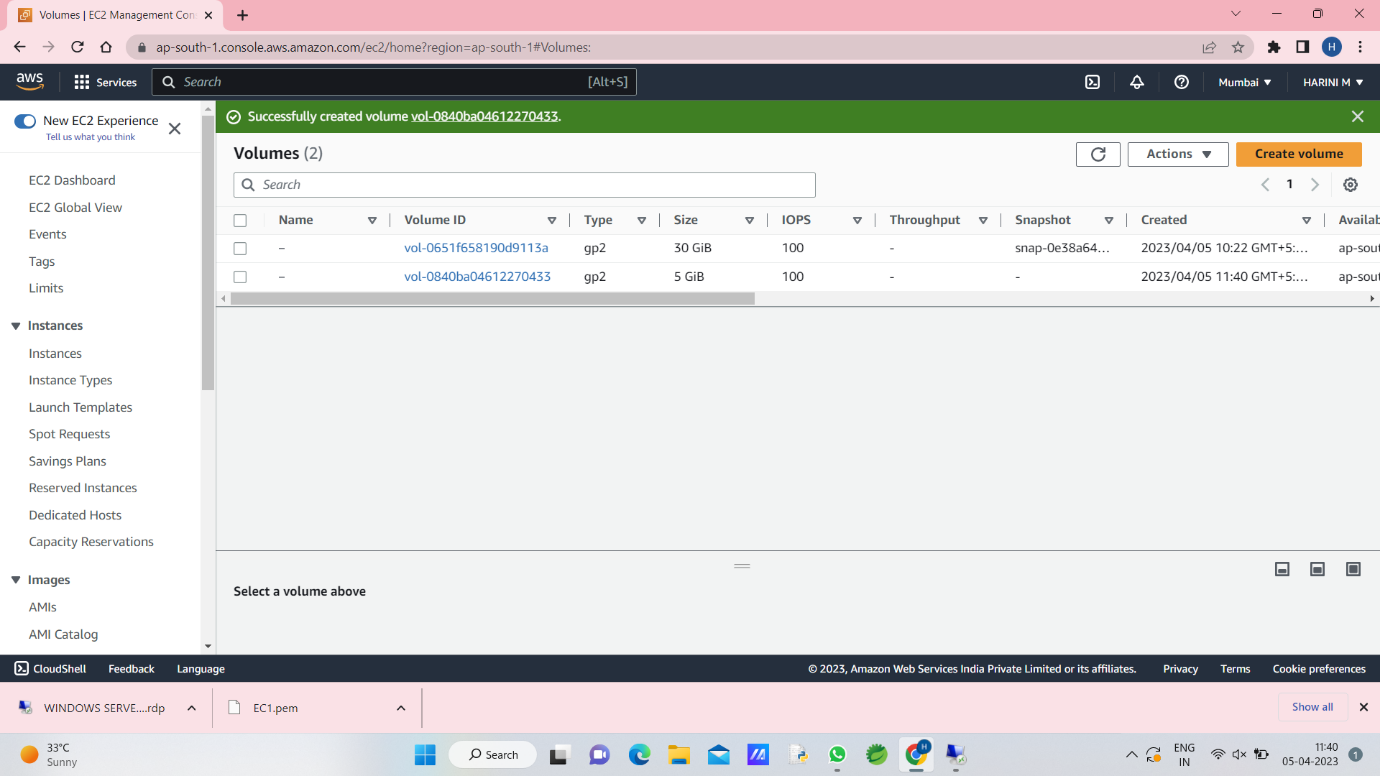 Volumes | EC2 Management Con
ap-south-1.console.aws.amazon.com/ec2/home?region=ap-south-1#Volumes:
H
aws Services Search [Alt+S] Mumbai HARINI M
New EC2 Experience
Tell us what you think
Successfully created volume vol-0840ba04612270433.
Volumes (2) Actions Create volume
Search 1
EC2 Dashboard
EC2 Global View
Events
Tags
Limits
Instances
Instances
Instance Types
Launch Templates
Spot Requests
Savings Plans
Reserved Instances
Dedicated Hosts
Capacity Reservations
Images
AMIs
AMI Catalog
Name Volume ID Type Size IOPS Throughput Snapshot Created Availab
– vol-0651f658190d9113a gp2 30 GiB 100 - snap-0e38a64... 2023/04/05 10:22 GMT+5:... ap-sout
– vol-0840ba04612270433 gp2 5 GiB 100 - - 2023/04/05 11:40 GMT+5:... ap-sout
Select a volume above
CloudShell Feedback Language © 2023, Amazon Web Services India Private Limited or its affiliates. Privacy Terms Cookie preferences
WINDOWS SERVE....rdp EC1.pem Show all
33°C
Sunny
Search
H
ENG
IN
11:40
05-04-2023
1